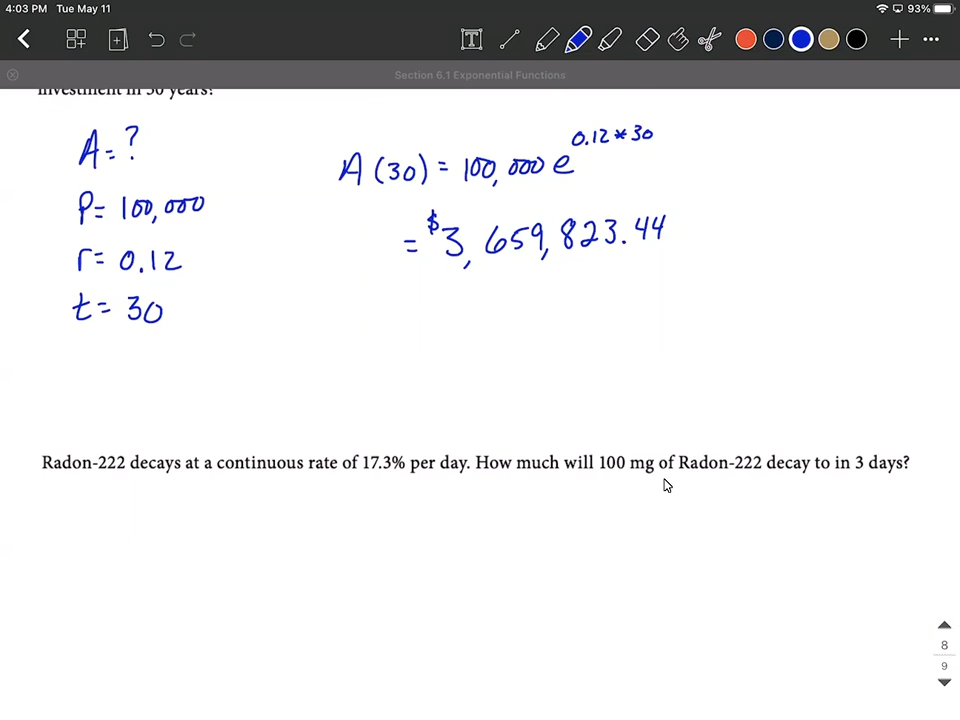 4:03 PM Tue May 11
93%
Section 6.1 Exponential Functions
investment in 30 years?
A = ?
P = 100,000
r = 0.12
t = 30
A(30) = 100,000 e^0.12*30
= $3,659,823.44
Radon-222 decays at a continuous rate of 17.3% per day. How much will 100 mg of Radon-222 decay to in 3 days?
8
9